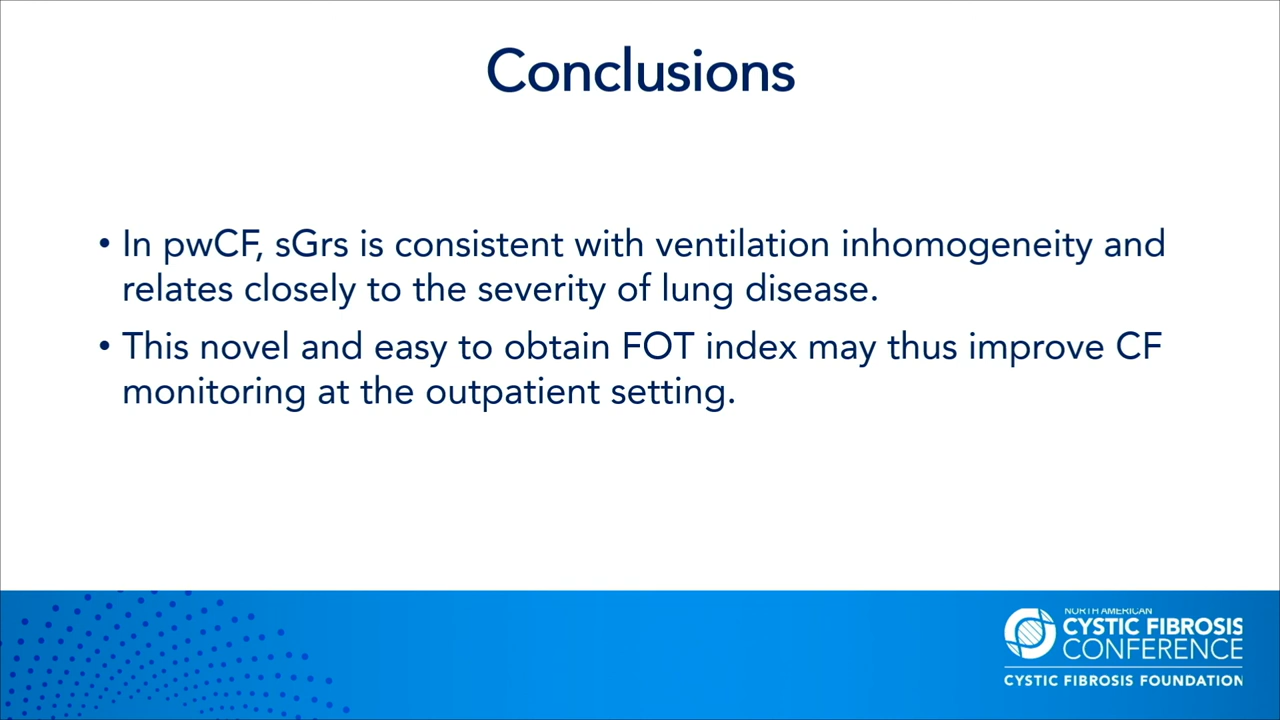 Conclusions
• In pwCF, sGrs is consistent with ventilation inhomogeneity and
relates closely to the severity of lung disease.
• This novel and easy to obtain FOT index may thus improve CF
monitoring at the outpatient setting.
NORTH AMERICAN
CYSTIC FIBROSIS
CONFERENCE
CYSTIC FIBROSIS FOUNDATION